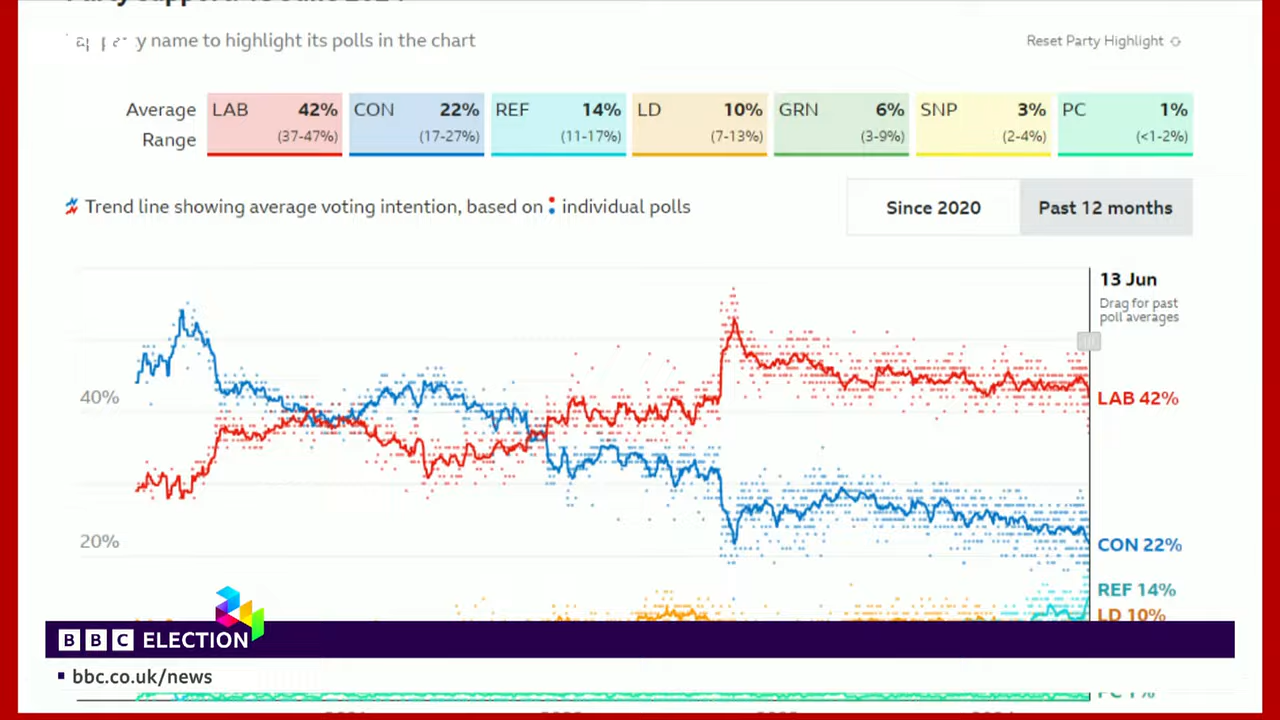 y name to highlight its polls in the chart
Reset Party Highlight
Average LAB 42% CON 22% REF 14% LD 10% GRN 6% SNP 3% PC 1%
Range (37-47%) (17-27%) (11-17%) (7-13%) (3-9%) (2-4%) (<1-2%)
Trend line showing average voting intention, based on individual polls
Since 2020
Past 12 months
13 Jun
Drag for past
poll averages
40%
LAB 42%
20%
CON 22%
REF 14%
LD 10%
BBC ELECTION
bbc.co.uk/news
PC 1%